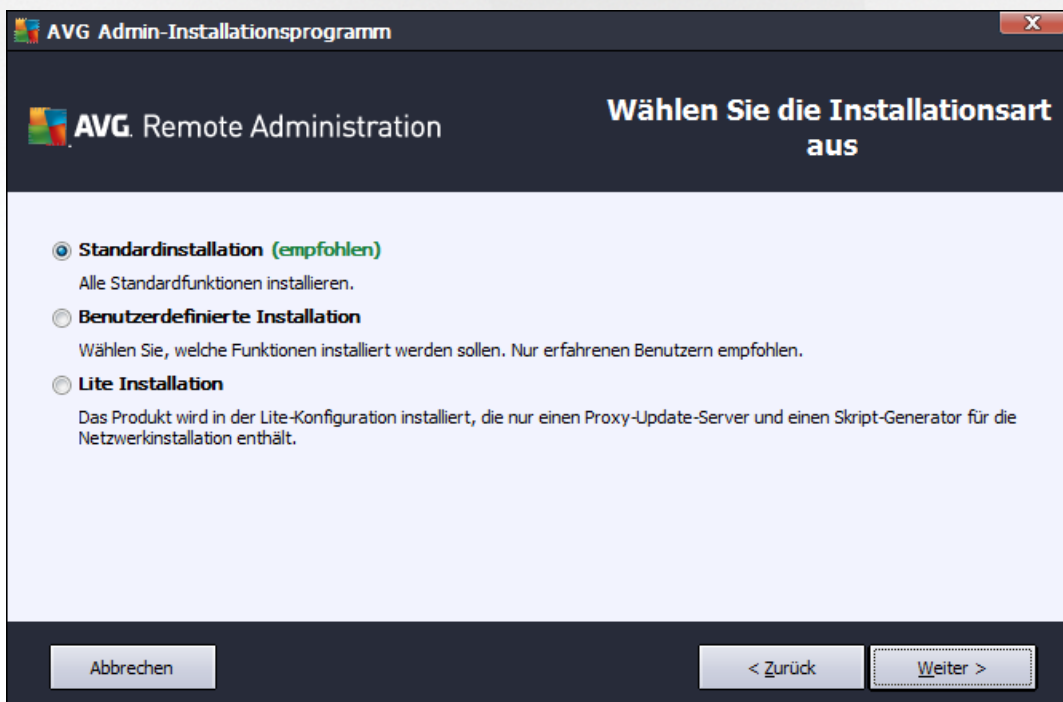 AVG Admin-Installationsprogramm
X
AVG. Remote Administration
Wählen Sie die Installationsart
aus
Standardinstallation (empfohlen)
Alle Standardfunktionen installieren.
Benutzerdefinierte Installation
Wählen Sie, welche Funktionen installiert werden sollen. Nur erfahrenen Benutzern empfohlen.
Lite Installation
Das Produkt wird in der Lite-Konfiguration installiert, die nur einen Proxy-Update-Server und einen Skript-Generator für die
Netzwerkinstallation enthält.
Abbrechen
< Zurück
Weiter >